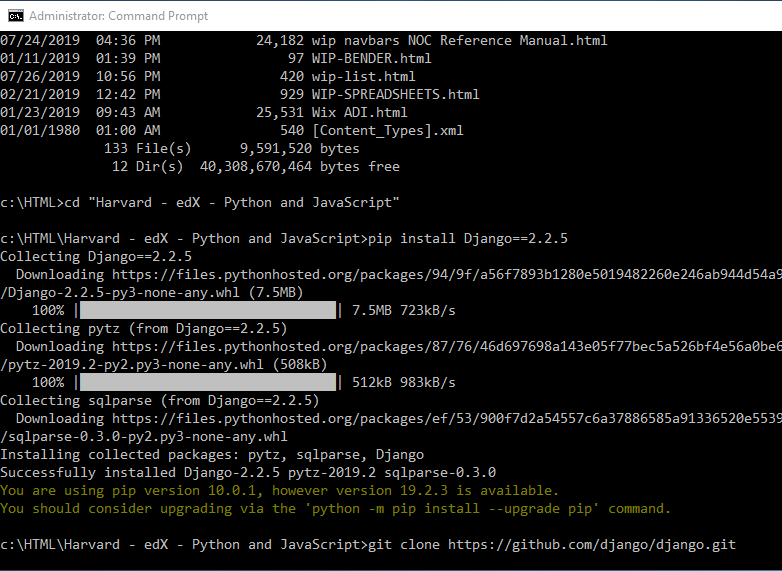 Administrator: Command Prompt
07/24/2019  04:36 PM            24,182 wip navbars NOC Reference Manual.html
01/11/2019  01:39 PM                97 WIP-BENDER.html
07/26/2019  10:56 PM               420 wip-list.html
02/21/2019  12:42 PM               929 WIP-SPREADSHEETS.html
01/23/2019  09:43 AM            25,531 Wix ADI.html
01/01/1980  01:00 AM               540 [Content_Types].xml
             133 File(s)      9,591,520 bytes
              12 Dir(s)  40,308,670,464 bytes free
c:\HTML>cd "Harvard - edX - Python and JavaScript"
c:\HTML\Harvard - edX - Python and JavaScript>pip install Django==2.2.5
Collecting Django==2.2.5
  Downloading https://files.pythonhosted.org/packages/94/9f/a56f7893b1280e5019482260e246ab944d54a9
/Django-2.2.5-py3-none-any.whl (7.5MB)
    100% |████████████████████████████████| 7.5MB 723kB/s
Collecting pytz (from Django==2.2.5)
  Downloading https://files.pythonhosted.org/packages/87/76/46d697698a143e05f77bec5a526bf4e56a0be6
/pytz-2019.2-py2.py3-none-any.whl (508kB)
    100% |████████████████████████████████| 512kB 983kB/s
Collecting sqlparse (from Django==2.2.5)
  Downloading https://files.pythonhosted.org/packages/ef/53/900f7d2a54557c6a37886585a91336520e5539
/sqlparse-0.3.0-py2.py3-none-any.whl
Installing collected packages: pytz, sqlparse, Django
Successfully installed Django-2.2.5 pytz-2019.2 sqlparse-0.3.0
You are using pip version 10.0.1, however version 19.2.3 is available.
You should consider upgrading via the 'python -m pip install --upgrade pip' command.
c:\HTML\Harvard - edX - Python and JavaScript>git clone https://github.com/django/django.git